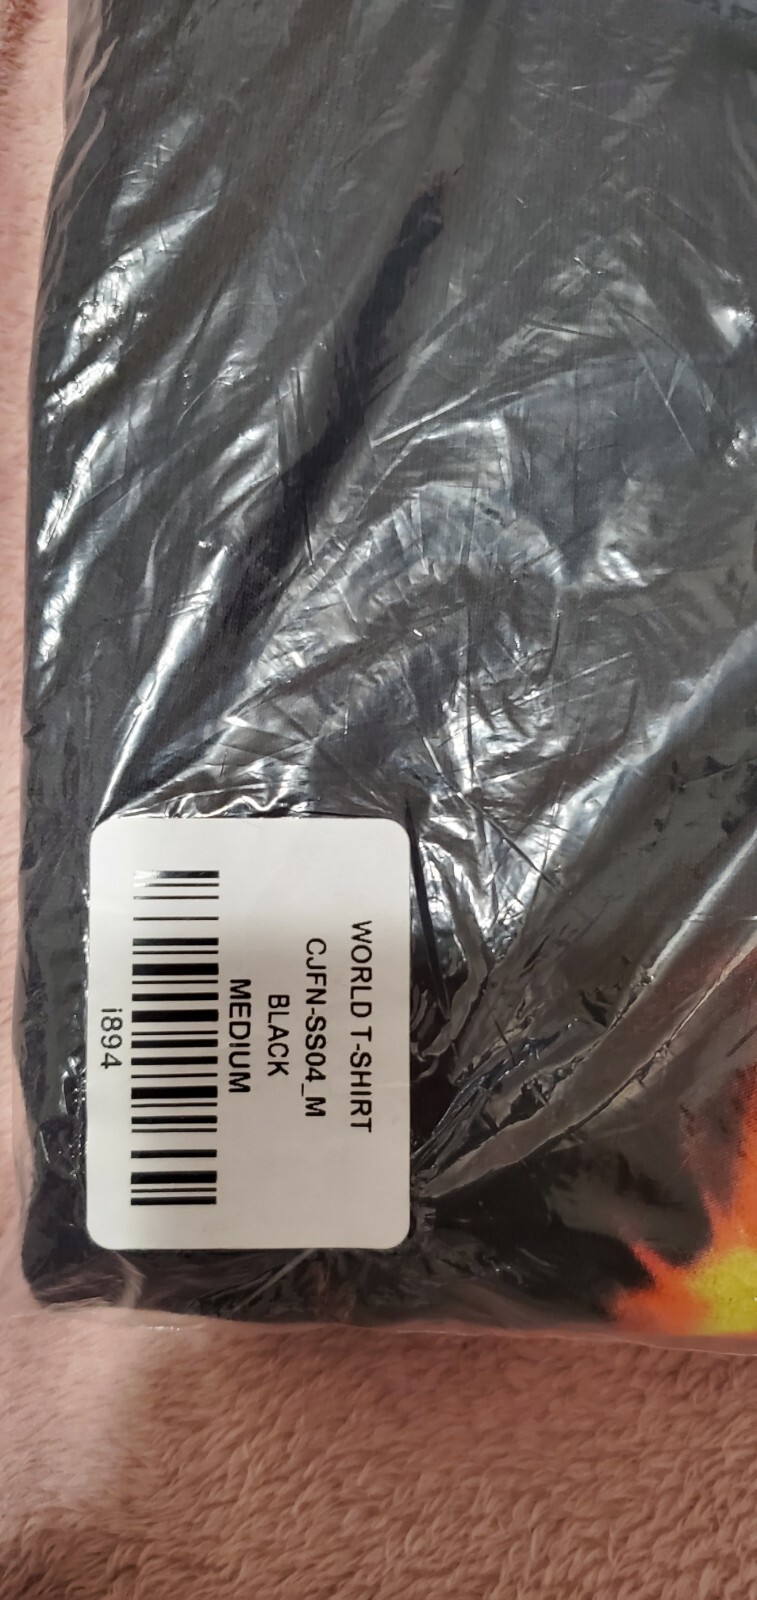 WORLD T-SHIRT
CJFN-SS04_M
BLACK
MEDIUM
i894